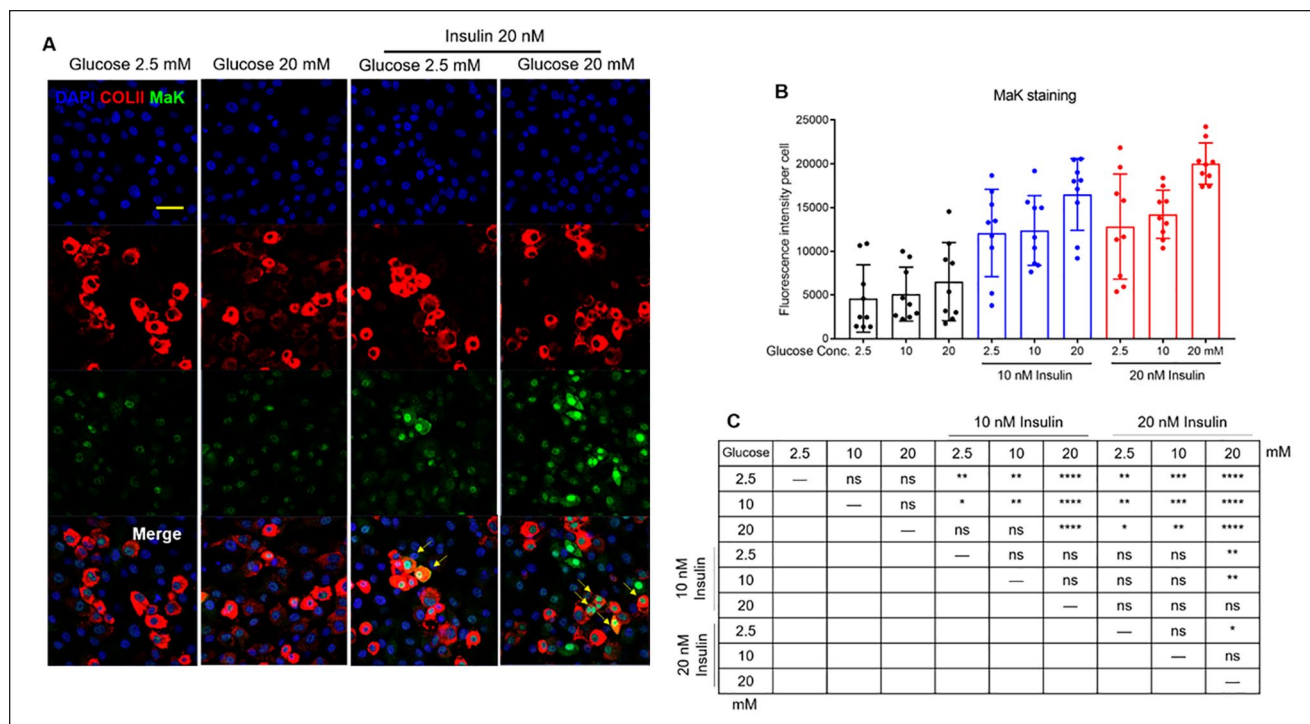 A
Insulin 20 nM
Glucose 2.5 mM Glucose 20 mM Glucose 2.5 mM Glucose 20 mM
DAPI COLII MaK
Merge
B
MaK staining
Fluorescence intensity per cell
25000
20000
15000
10000
5000
0
Glucose Conc. 2.5 10 20 2.5 10 20 2.5 10 20 mM
10 nM Insulin 20 nM Insulin
C
10 nM Insulin 20 nM Insulin
Glucose 2.5 10 20 2.5 10 20 2.5 10 20 mM
2.5 — ns ns ** ** **** ** *** ****
10 — ns * ** **** ** *** ****
20 — ns ns **** * ** ****
10 nM Insulin
2.5 — ns ns ns ns **
10 — ns ns ns **
20 — ns ns ns
20 nM Insulin
2.5 — ns *
10 — ns
20 —
mM